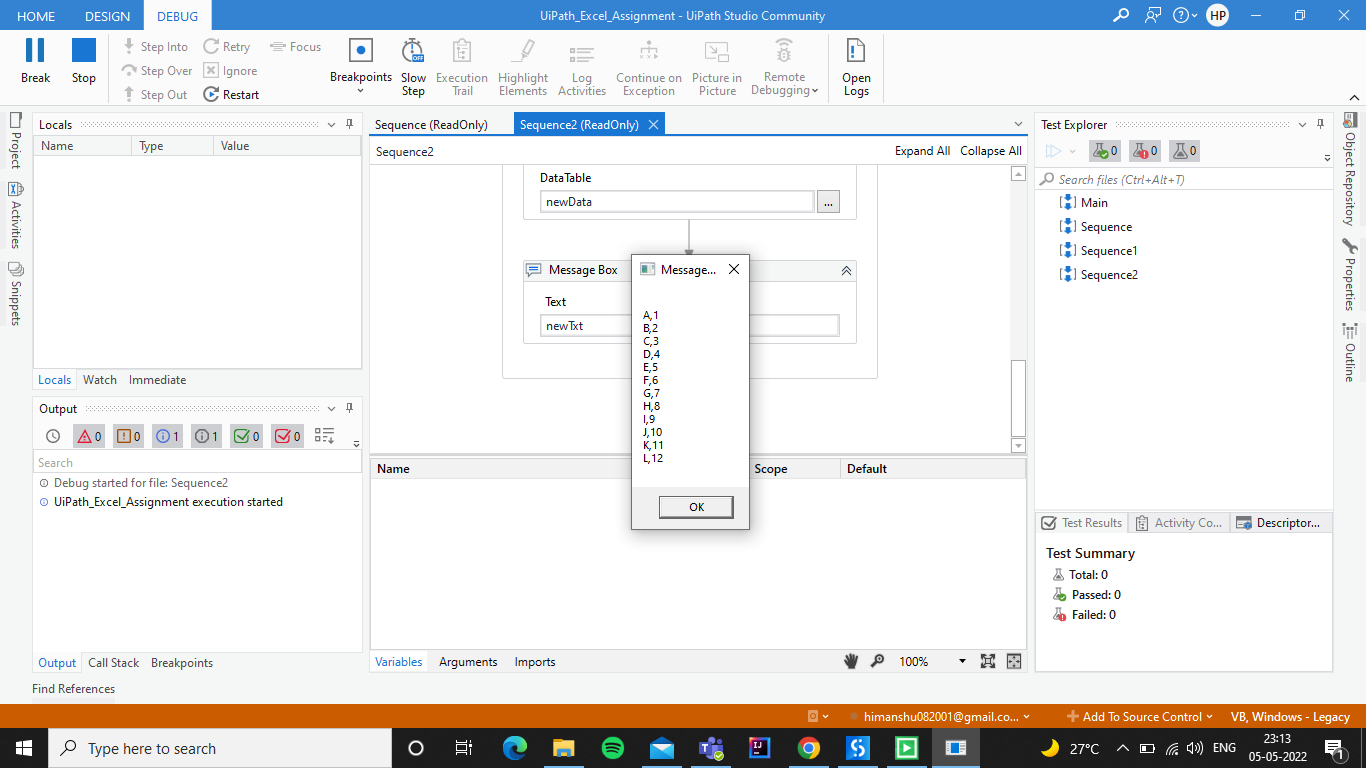 HOME DESIGN DEBUG UiPath_Excel_Assignment - UiPath Studio Community HP
Break Stop
Step Into Retry Focus
Step Over Ignore
Step Out Restart
Breakpoints Slow Step Execution Trail Highlight Elements Log Activities Continue on Exception Picture in Picture Remote Debugging Open Logs
Project
Activities
Snippets
Locals
Name Type Value
Locals Watch Immediate
Output
0 0 1 1 0 0
Search
Debug started for file: Sequence2
UiPath_Excel_Assignment execution started
Output Call Stack Breakpoints
Find References
Sequence (ReadOnly) Sequence2 (ReadOnly)
Sequence2 Expand All Collapse All
DataTable
newData ...
Message Box
Text
newTxt
Message...
A,1
B,2
C,3
D,4
E,5
F,6
G,7
H,8
I,9
J,10
K,11
L,12
OK
Name Scope Default
Variables Arguments Imports 100%
Test Explorer
0 0 0
Search files (Ctrl+Alt+T)
Main
Sequence
Sequence1
Sequence2
Test Results Activity Co... Descriptor...
Test Summary
Total: 0
Passed: 0
Failed: 0
Object Repository
Properties
Outline
himanshu082001@gmail.co... Add To Source Control VB, Windows - Legacy
Type here to search
27°C ENG 23:13
05-05-2022
1